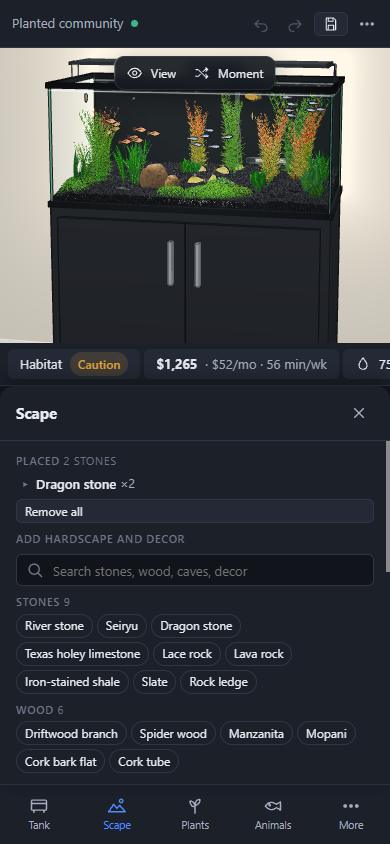 Planted community
View
Moment
Habitat Caution $1,265 · $52/mo · 56 min/wk
Scape
PLACED 2 STONES
Dragon stone ×2
Remove all
ADD HARDSCAPE AND DECOR
Search stones, wood, caves, decor
STONES 9
River stone Seiryu Dragon stone
Texas holey limestone Lace rock Lava rock
Iron-stained shale Slate Rock ledge
WOOD 6
Driftwood branch Spider wood Manzanita Mopani
Cork bark flat Cork tube
Tank Scape Plants Animals More